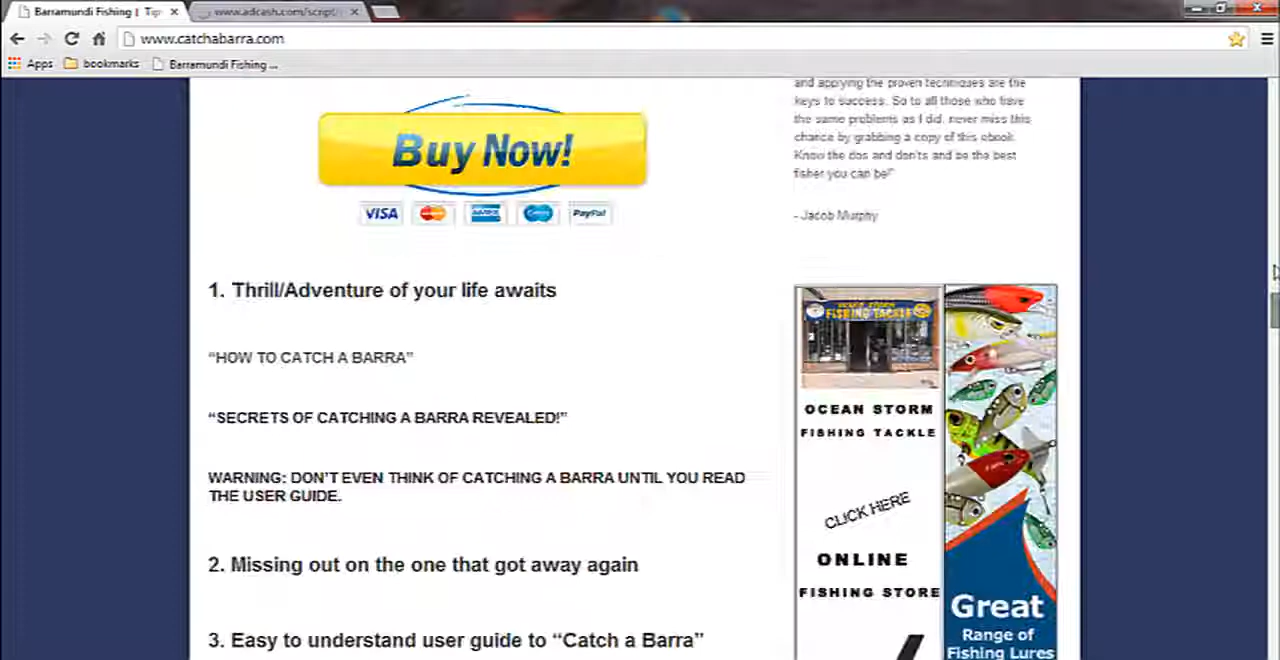 Barramundi Fishing | Tip
www.adcash.com/script/
www.catchabarra.com
Apps
bookmarks
Barramundi Fishing ...
Buy Now!
VISA
PayPal
1. Thrill/Adventure of your life awaits
“HOW TO CATCH A BARRA”
“SECRETS OF CATCHING A BARRA REVEALED!”
WARNING: DON’T EVEN THINK OF CATCHING A BARRA UNTIL YOU READ
THE USER GUIDE.
2. Missing out on the one that got away again
3. Easy to understand user guide to “Catch a Barra”
and applying the proven techniques are the
keys to success. So to all those who have
the same problems as I did, never miss this
chance by grabbing a copy of this ebook.
Know the dos and don'ts and be the best
fisher you can be!"
- Jacob Murphy
FISHING TACKLE
OCEAN STORM
FISHING TACKLE
CLICK HERE
ONLINE
FISHING STORE
Great
Range of
Fishing Lures